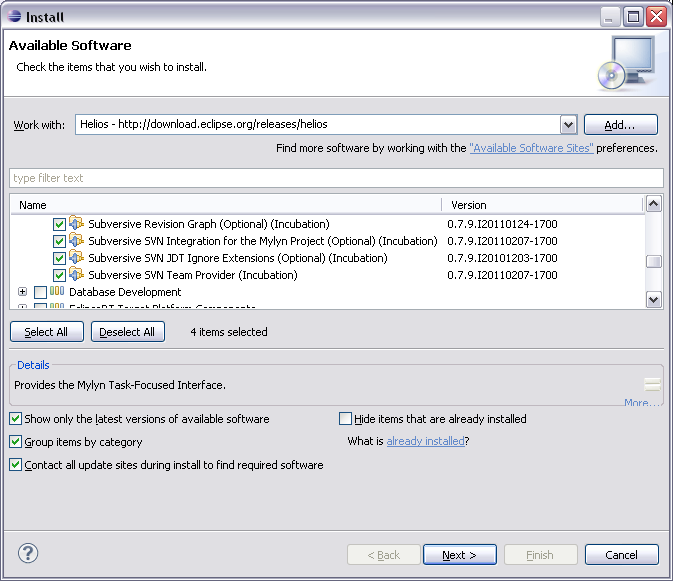 Install
Available Software
Check the items that you wish to install.
Work with: Helios - http://download.eclipse.org/releases/helios Add...
Find more software by working with the "Available Software Sites" preferences.
type filter text
Name Version
Subversive Revision Graph (Optional) (Incubation) 0.7.9.I20110124-1700
Subversive SVN Integration for the Mylyn Project (Optional) (Incubation) 0.7.9.I20110207-1700
Subversive SVN JDT Ignore Extensions (Optional) (Incubation) 0.7.9.I20101203-1700
Subversive SVN Team Provider (Incubation) 0.7.9.I20110207-1700
Database Development
EclipseRT Target Platform Components
Select All Deselect All 4 items selected
Details
Provides the Mylyn Task-Focused Interface.
More...
Show only the latest versions of available software Hide items that are already installed
Group items by category What is already installed?
Contact all update sites during install to find required software
? < Back Next > Finish Cancel